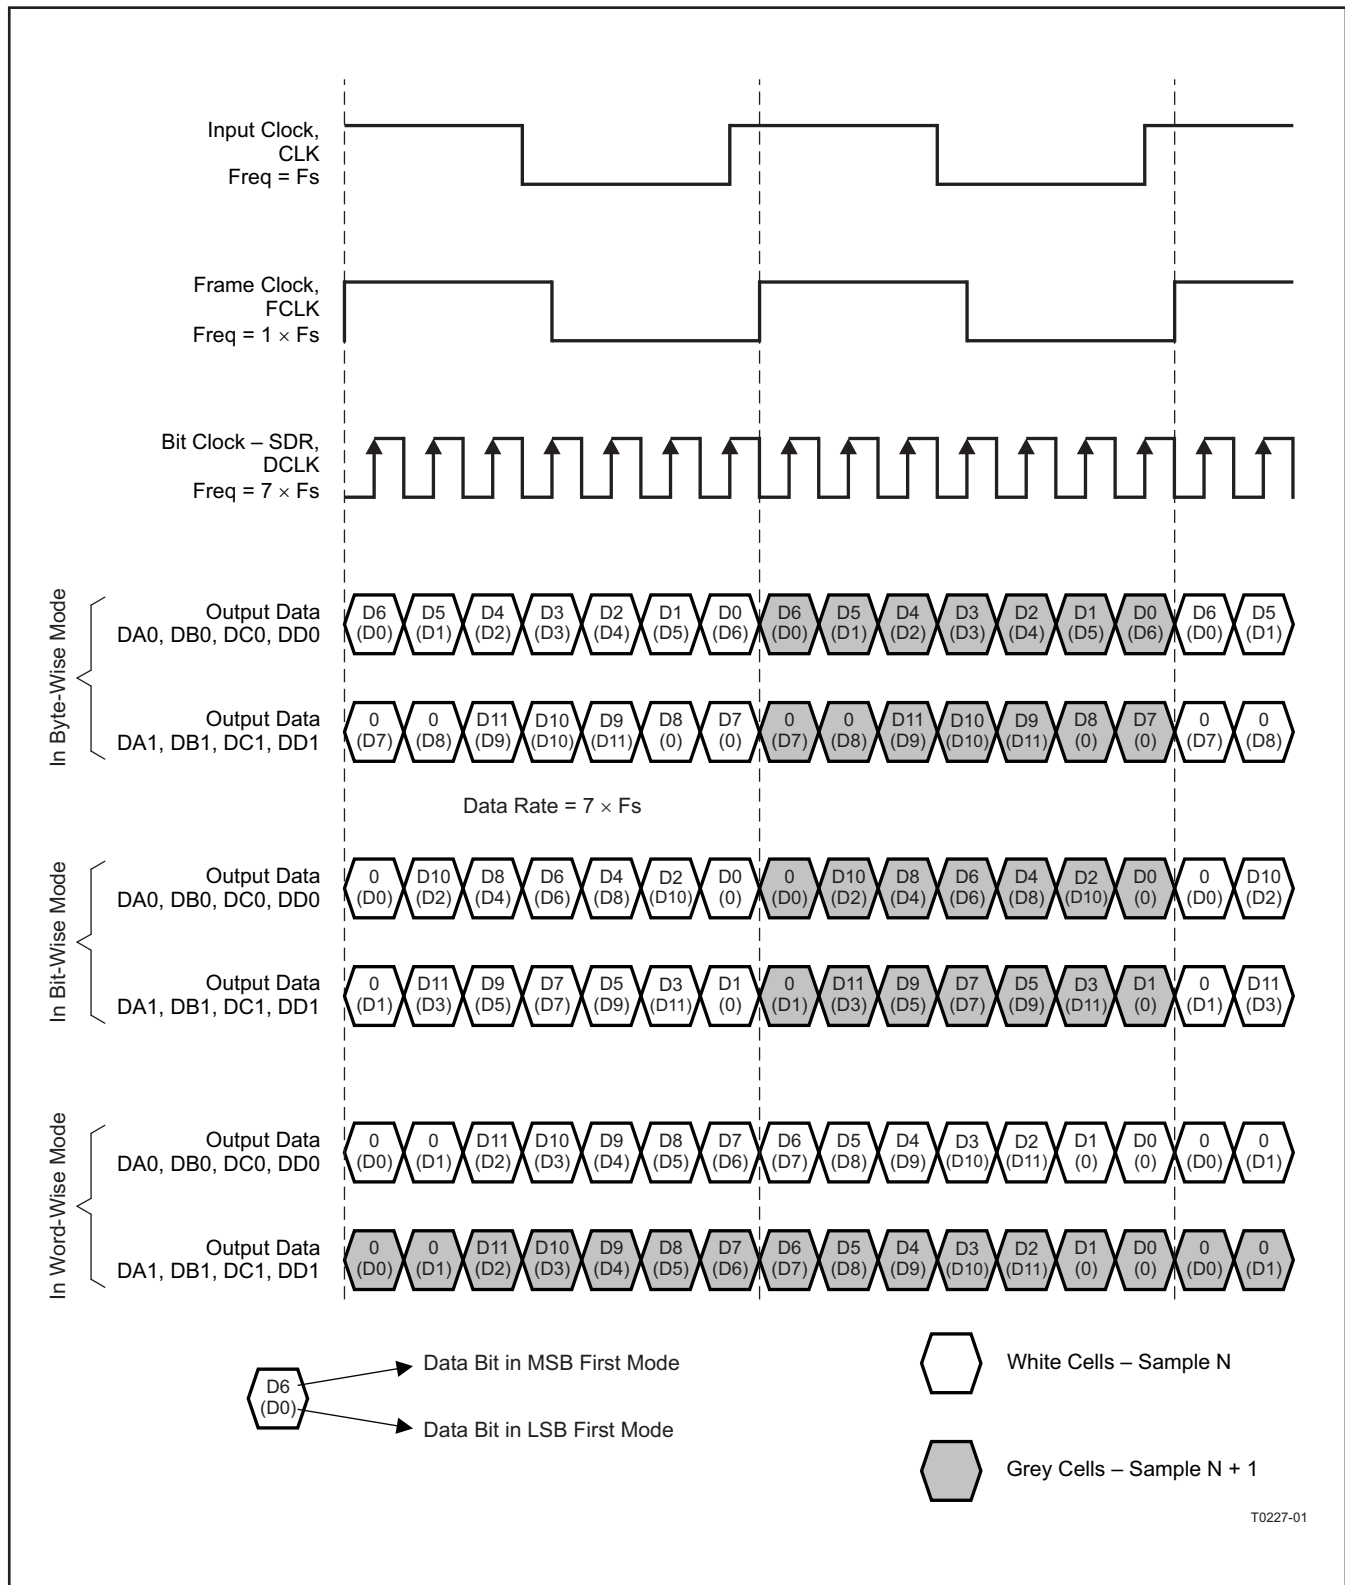 Input Clock,
CLK
Freq = Fs
Frame Clock,
FCLK
Freq = 1 × Fs
Bit Clock – SDR,
DCLK
Freq = 7 × Fs
In Byte-Wise Mode
Output Data
DA0, DB0, DC0, DD0
D6 D5 D4 D3 D2 D1 D0 D6 D5 D4 D3 D2 D1 D0 D6 D5
(D0) (D1) (D2) (D3) (D4) (D5) (D6) (D0) (D1) (D2) (D3) (D4) (D5) (D6) (D0) (D1)
Output Data
DA1, DB1, DC1, DD1
0 0 D11 D10 D9 D8 D7 0 0 D11 D10 D9 D8 D7 0 0
(D7) (D8) (D9) (D10) (D11) (0) (0) (D7) (D8) (D9) (D10) (D11) (0) (0) (D7) (D8)
Data Rate = 7 × Fs
In Bit-Wise Mode
Output Data
DA0, DB0, DC0, DD0
0 D10 D8 D6 D4 D2 D0 0 D10 D8 D6 D4 D2 D0 0 D10
(D0) (D2) (D4) (D6) (D8) (D10) (0) (D0) (D2) (D4) (D6) (D8) (D10) (0) (D0) (D2)
Output Data
DA1, DB1, DC1, DD1
0 D11 D9 D7 D5 D3 D1 0 D11 D9 D7 D5 D3 D1 0 D11
(D1) (D3) (D5) (D7) (D9) (D11) (0) (D1) (D3) (D5) (D7) (D9) (D11) (0) (D1) (D3)
In Word-Wise Mode
Output Data
DA0, DB0, DC0, DD0
0 0 D11 D10 D9 D8 D7 D6 D5 D4 D3 D2 D1 D0 0 0
(D0) (D1) (D2) (D3) (D4) (D5) (D6) (D7) (D8) (D9) (D10) (D11) (0) (0) (D0) (D1)
Output Data
DA1, DB1, DC1, DD1
0 0 D11 D10 D9 D8 D7 D6 D5 D4 D3 D2 D1 D0 0 0
(D0) (D1) (D2) (D3) (D4) (D5) (D6) (D7) (D8) (D9) (D10) (D11) (0) (0) (D0) (D1)
D6
(D0)
Data Bit in MSB First Mode
Data Bit in LSB First Mode
White Cells – Sample N
Grey Cells – Sample N + 1
T0227-01